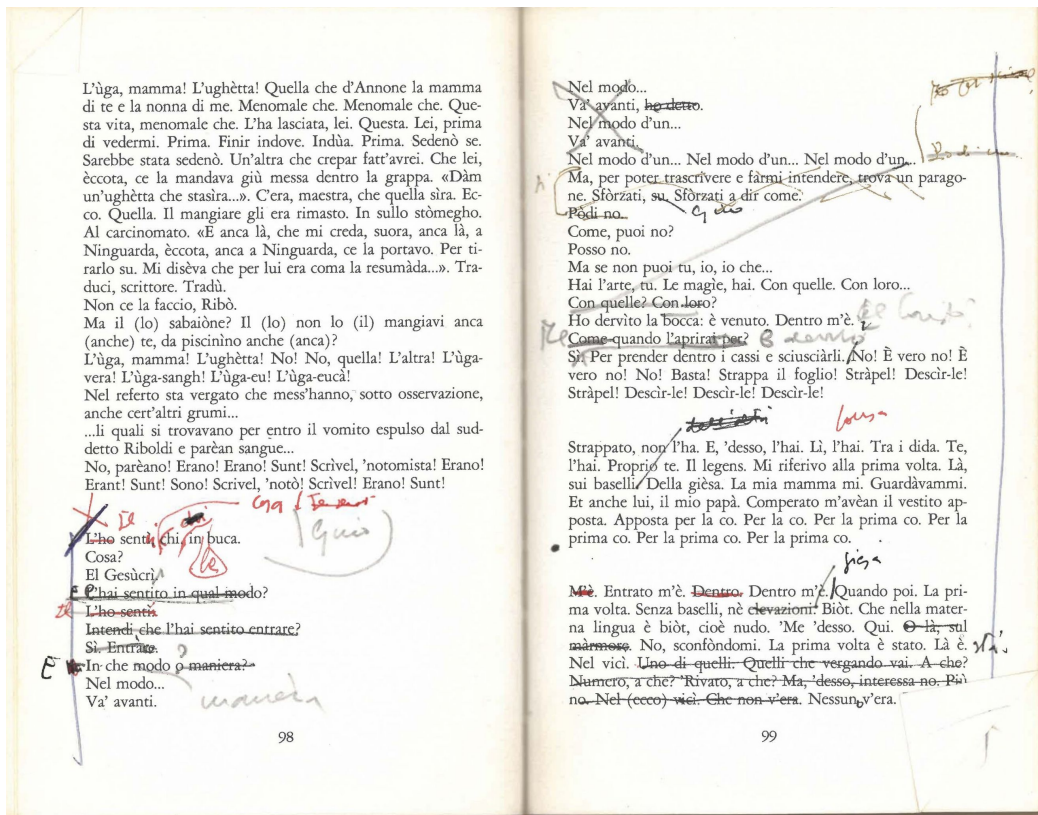 L'ùga, mamma! L'ughètta! Quella che d'Annone la mamma
di te e la nonna di me. Menomale che. Menomale che. Que-
sta vita, menomale che. L'ha lasciata, lei. Questa. Lei, prima
di vedermi. Prima. Finir indove. Indùa. Prima. Sedenò se.
Sarebbe stata sedenò. Un'altra che crepar fatt'avrei. Che lei,
èccota, ce la mandava giù messa dentro la grappa. «Dàm
un'ughètta che stasìra...». C'era, maestra, che quella sìra. Ec-
co. Quella. Il mangiare gli era rimasto. In sullo stòmegho.
Al carcinomato. «E anca là, che mi creda, suora, anca là, a
Ninguarda, èccota, anca a Ninguarda, ce la portavo. Per ti-
rarlo su. Mi disèva che per lui era coma la resumàda...». Tra-
duci, scrittore. Tradù.
Non ce la faccio, Ribò.
Ma il (lo) sabaiòne? Il (lo) non lo (il) mangiavi anca
(anche) te, da piscinìno anche (anca)?
L'ùga, mamma! L'ughètta! No! No, quella! L'altra! L'ùga-
vera! L'ùga-sangh! L'ùga-eu! L'ùga-eucà!
Nel referto sta vergato che mess'hanno, sotto osservazione,
anche cert'altri grumi...
...li quali si trovavano per entro il vomito espulso dal sud-
detto Riboldi e parèan sangue...
No, parèano! Erano! Erano! Sunt! Scrìvel, 'notomista! Erano!
Erant! Sunt! Sono! Scrivel, 'notò! Scrìvel! Erano! Sunt!
Cosa
Il
Giuio
L'ho sentì chi, in buca.
la
Cosa?
El Gesùcrì
E L'hai sentito in qual modo?
L'ho sentìi
Intendi che l'hai sentito entrare?
Sì. Entràre.
E In che modo o maniera?
Nel modo...
manera
Va' avanti.
98
Nel modo...
Va' avanti, ho detto.
Nel modo d'un...
Va' avanti.
Nel modo d'un... Nel modo d'un... Nel modo d'un...
Ma, per poter trascrìvere e fàrmi intendere, trova un parago-
ne. Sfòrzati, su. Sfòrzati a dir come.
Pòdi no.
Come, puoi no?
Posso no.
Ma se non puoi tu, io, io che...
Hai l'arte, tu. Le magìe, hai. Con quelle. Con loro...
Con quelle? Con loro?
Ho dervìto la bocca: è venuto. Dentro m'è.
Come quando l'aprirai per?
Sì. Per prender dentro i cassi e sciusciàrli. No! È vero no! È
vero no! No! Basta! Strappa il foglio! Stràpel! Descìr-le!
Stràpel! Descìr-le! Descìr-le! Descìr-le!
Strappato, non l'ha. E, 'desso, l'hai. Lì, l'hai. Tra i dida. Te,
l'hai. Proprio te. Il legens. Mi riferivo alla prima volta. Là,
sui baselli. Della gièsa. La mia mamma mi. Guardàvammi.
Et anche lui, il mio papà. Comperato m'avèan il vestito ap-
posta. Apposta per la co. Per la co. Per la prima co. Per la
prima co. Per la prima co. Per la prima co.
giesa
M'è. Entrato m'è. Dentro. Dentro m'è. Quando poi. La pri-
ma volta. Senza baselli, nè elevazioni. Biòt. Che nella mater-
na lingua è biòt, cioè nudo. 'Me 'desso. Qui. O là, sul
màrmore. No, sconfòndomi. La prima volta è stato. Là è.
Nel vicì. Uno di quelli. Quelli che vergando vai. A che?
Numero, a che? 'Rivato, a che? Ma, 'desso, interessa no. Più
no. Nel (ecco) vicì. Che non v'era. Nessun v'era.
99